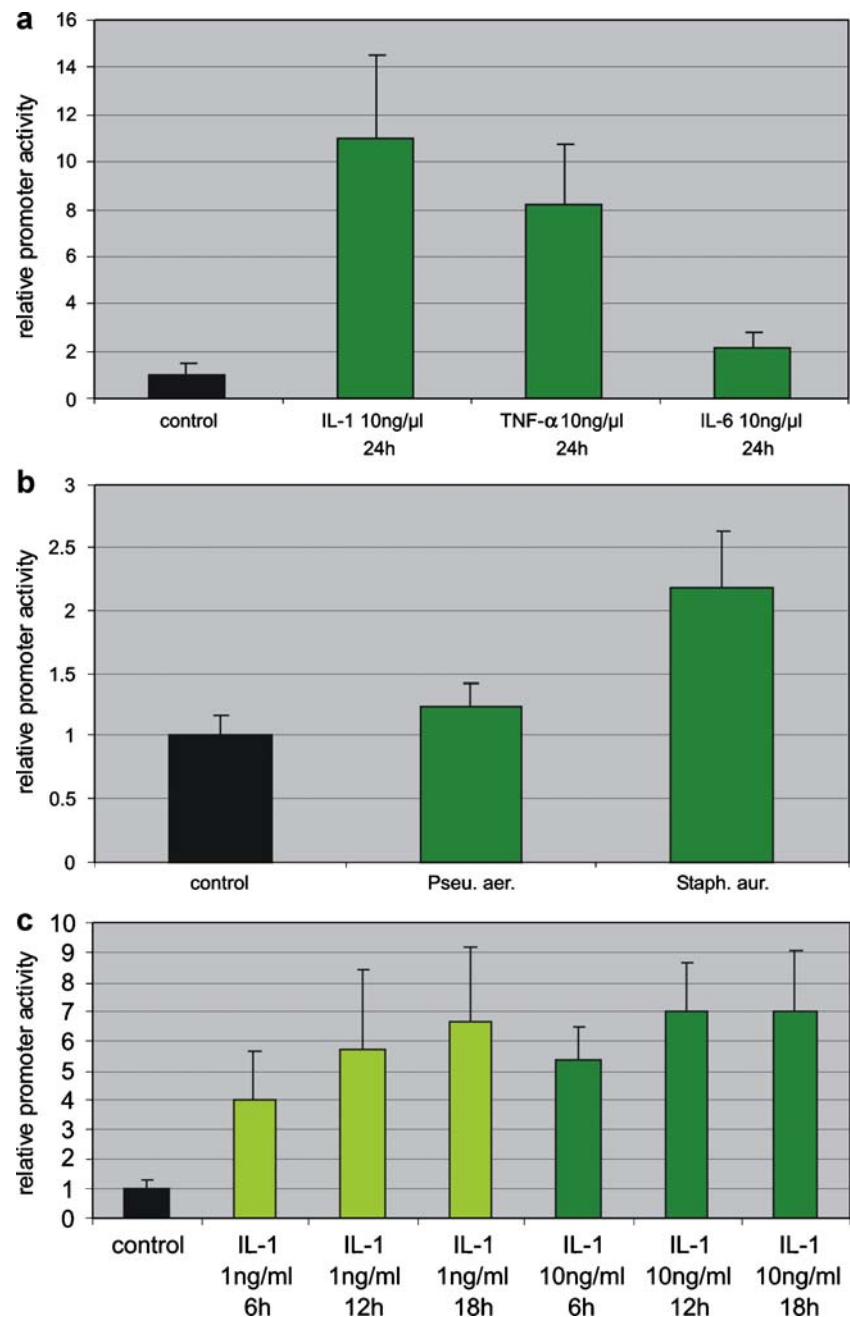 a
relative promoter activity
16
14
12
10
8
6
4
2
0
control
IL-1 10ng/µl
24h
TNF-α 10ng/µl
24h
IL-6 10ng/µl
24h
b
relative promoter activity
3
2.5
2
1.5
1
0.5
0
control
Pseu. aer.
Staph. aur.
c
relative promoter activity
10
9
8
7
6
5
4
3
2
1
0
control
IL-1
1ng/ml
6h
IL-1
1ng/ml
12h
IL-1
1ng/ml
18h
IL-1
10ng/ml
6h
IL-1
10ng/ml
12h
IL-1
10ng/ml
18h